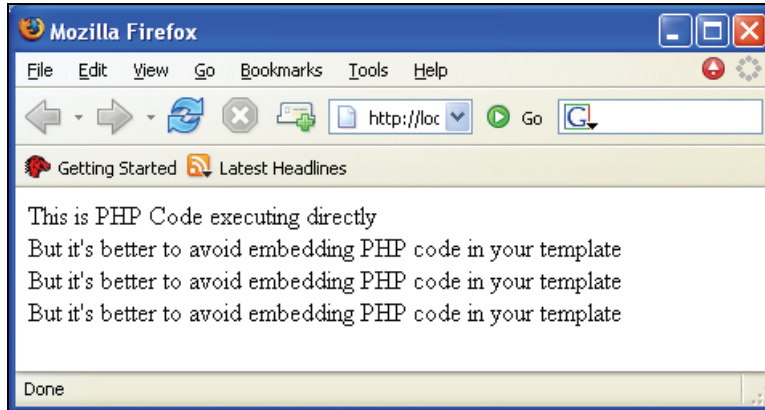 Mozilla Firefox
File Edit View Go Bookmarks Tools Help
http://loc Go G
Getting Started Latest Headlines
This is PHP Code executing directly
But it's better to avoid embedding PHP code in your template
But it's better to avoid embedding PHP code in your template
But it's better to avoid embedding PHP code in your template
Done